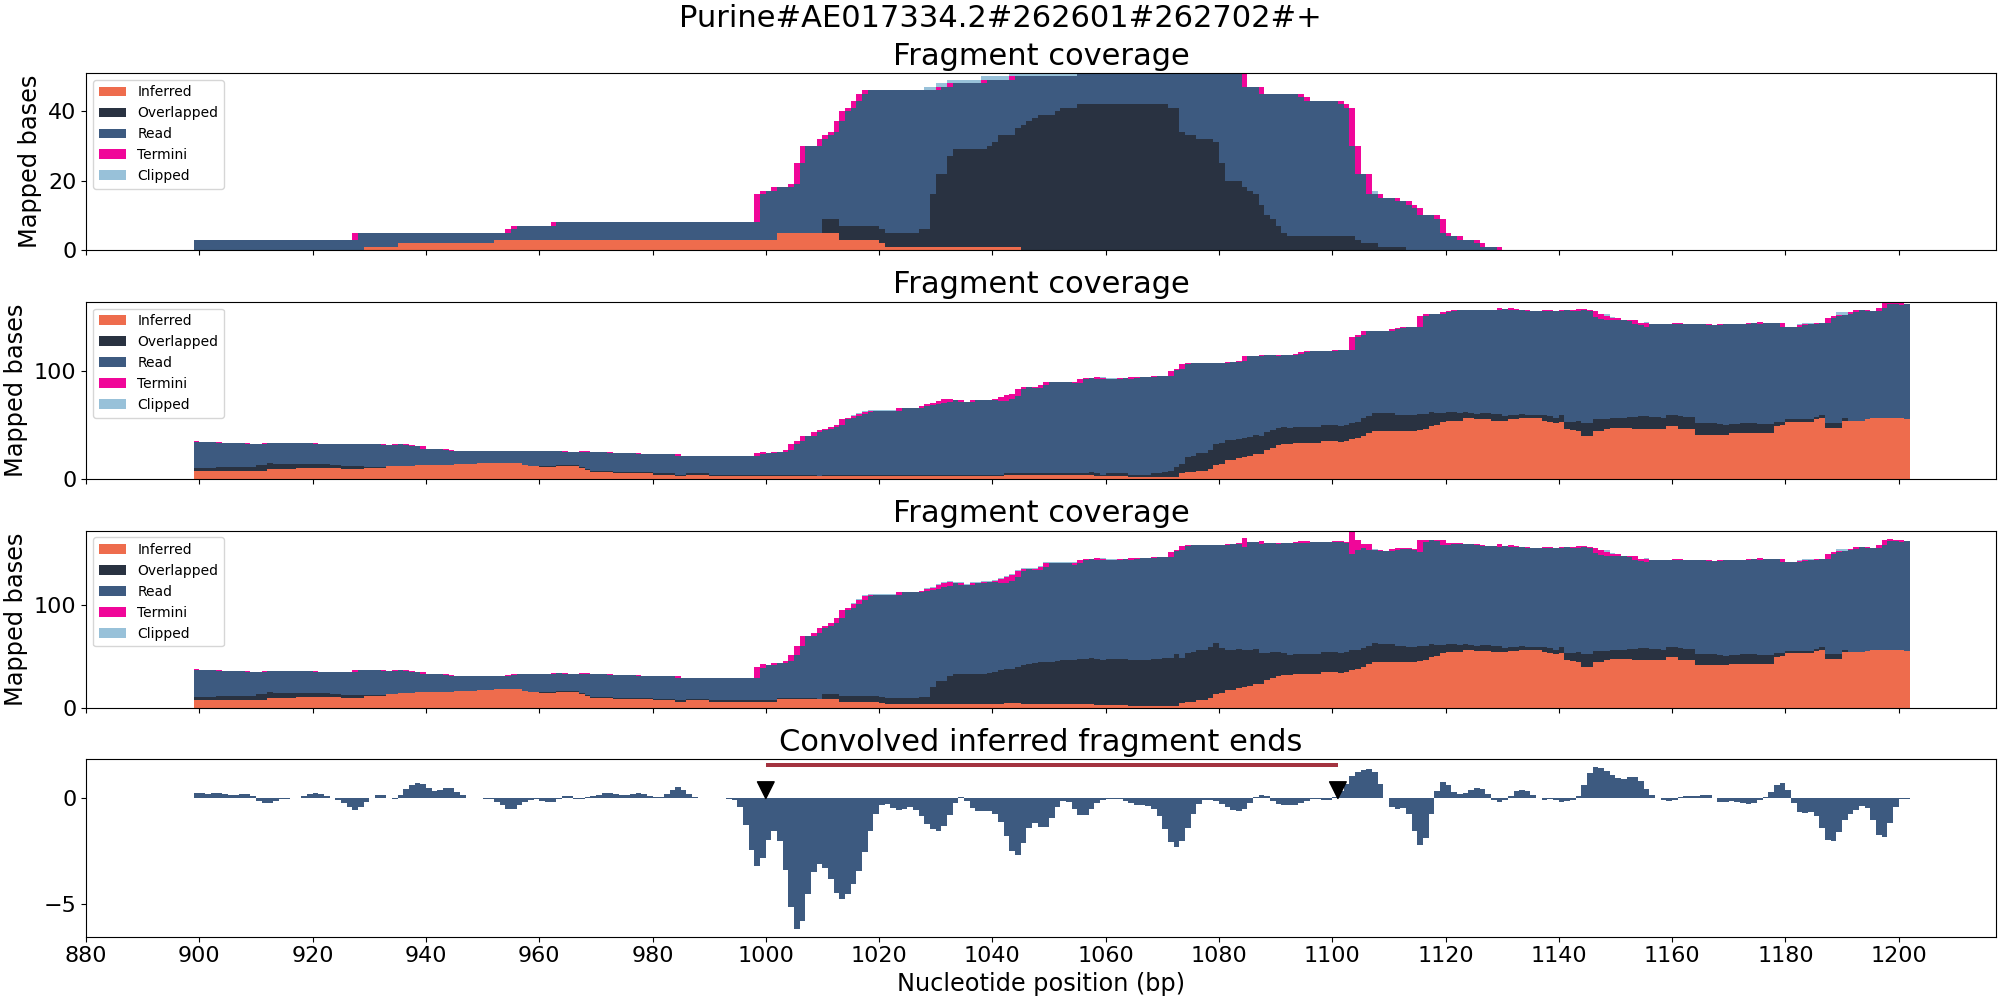 Purine#AE017334.2#262601#262702#+
Fragment coverage
Mapped bases
40
20
0
Inferred
Overlapped
Read
Termini
Clipped
Fragment coverage
Mapped bases
100
0
Inferred
Overlapped
Read
Termini
Clipped
Fragment coverage
Mapped bases
100
0
Inferred
Overlapped
Read
Termini
Clipped
Convolved inferred fragment ends
0
−5
880 900 920 940 960 980 1000 1020 1040 1060 1080 1100 1120 1140 1160 1180 1200
Nucleotide position (bp)